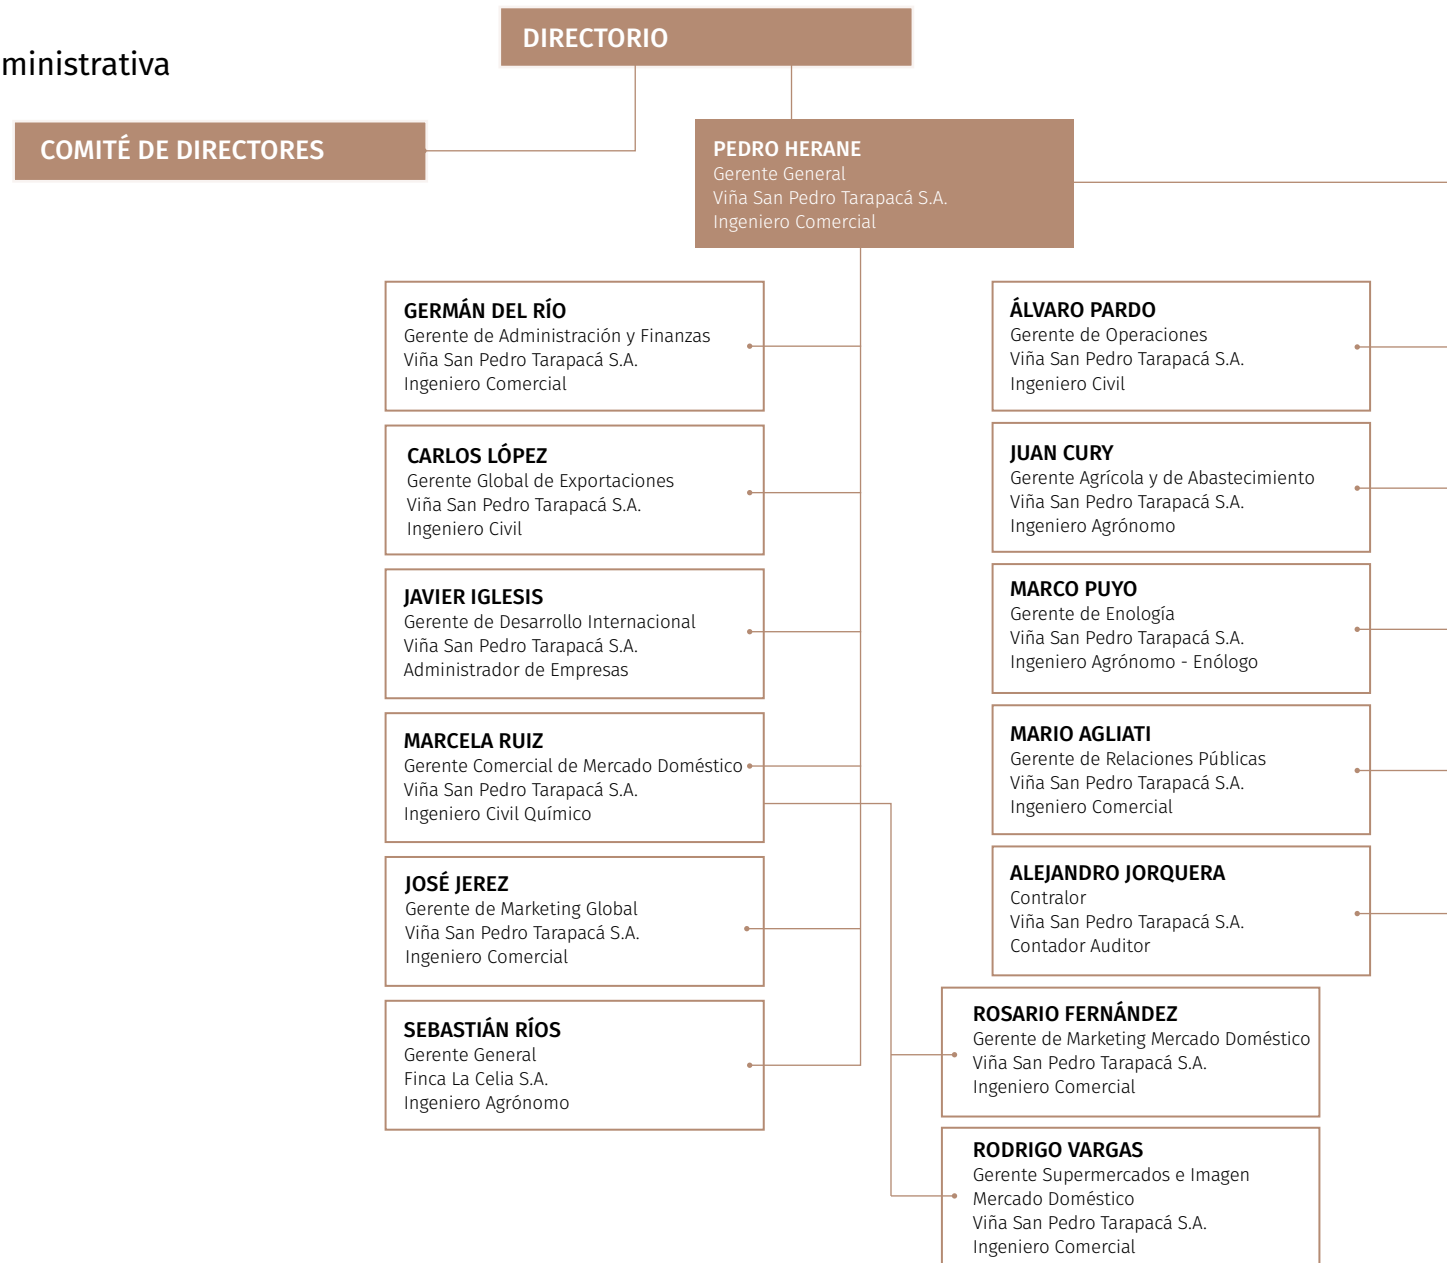 DIRECTORIO
ministrativa
COMITÉ DE DIRECTORES
PEDRO HERANE
Gerente General
Viña San Pedro Tarapacá S.A.
Ingeniero Comercial
GERMÁN DEL RÍO
Gerente de Administración y Finanzas
Viña San Pedro Tarapacá S.A.
Ingeniero Comercial
CARLOS LÓPEZ
Gerente Global de Exportaciones
Viña San Pedro Tarapacá S.A.
Ingeniero Civil
JAVIER IGLESIS
Gerente de Desarrollo Internacional
Viña San Pedro Tarapacá S.A.
Administrador de Empresas
MARCELA RUIZ
Gerente Comercial de Mercado Doméstico
Viña San Pedro Tarapacá S.A.
Ingeniero Civil Químico
JOSÉ JEREZ
Gerente de Marketing Global
Viña San Pedro Tarapacá S.A.
Ingeniero Comercial
SEBASTIÁN RÍOS
Gerente General
Finca La Celia S.A.
Ingeniero Agrónomo
ÁLVARO PARDO
Gerente de Operaciones
Viña San Pedro Tarapacá S.A.
Ingeniero Civil
JUAN CURY
Gerente Agrícola y de Abastecimiento
Viña San Pedro Tarapacá S.A.
Ingeniero Agrónomo
MARCO PUYO
Gerente de Enología
Viña San Pedro Tarapacá S.A.
Ingeniero Agrónomo - Enólogo
MARIO AGLIATI
Gerente de Relaciones Públicas
Viña San Pedro Tarapacá S.A.
Ingeniero Comercial
ALEJANDRO JORQUERA
Contralor
Viña San Pedro Tarapacá S.A.
Contador Auditor
ROSARIO FERNÁNDEZ
Gerente de Marketing Mercado Doméstico
Viña San Pedro Tarapacá S.A.
Ingeniero Comercial
RODRIGO VARGAS
Gerente Supermercados e Imagen
Mercado Doméstico
Viña San Pedro Tarapacá S.A.
Ingeniero Comercial